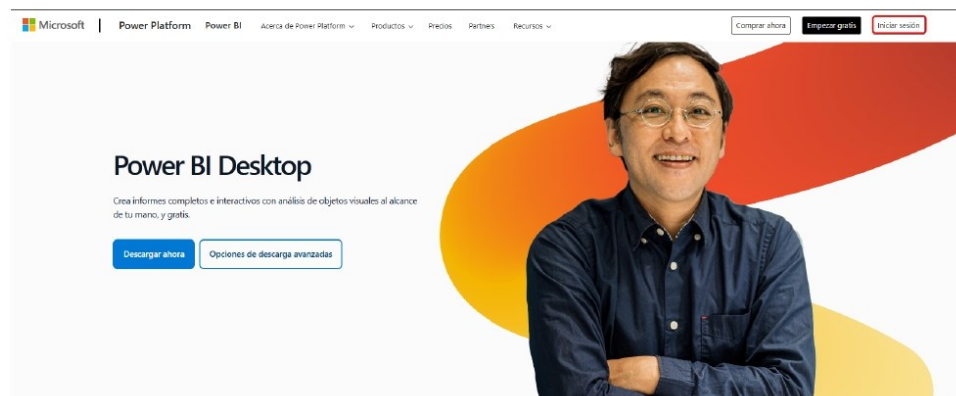 Microsoft Power Platform Power BI Acerca de Power Platform Productos Precios Partners Recursos Comprar ahora Empezar gratis Iniciar sesión
Power BI Desktop
Crea informes completos e interactivos con análisis de objetos visuales al alcance
de tu mano, y gratis.
Descargar ahora Opciones de descarga avanzadas